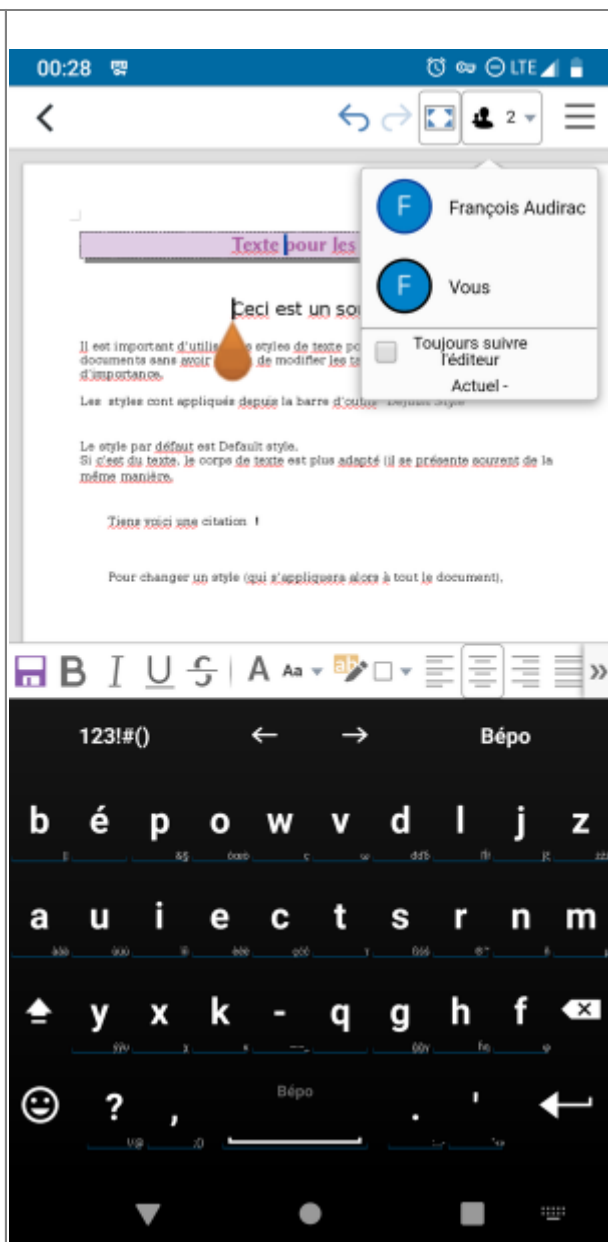 00:28 LTE
2
François Audirac
Texte pour les
Vous
Ceci est un so
Toujours suivre
l'éditeur
Actuel -
Il est important d'utilis styles de texte po
documents sans avoir de modifier les ta
d'importance.
Les styles cont appliqués depuis la barre d'outils "Default Style
Le style par défaut est Default style.
Si c'est du texte, le corps de texte est plus adapté (il se présente souvent de la
même manière.
Tiens voici une citation !
Pour changer un style (qui s'appliquera alors à tout le document),
B I U S A Aa ab »
123!#() ← → Bépo
b é p o w v d l j z
a u i e c t s r n m
y x k - q g h f
Bépo
? , . '